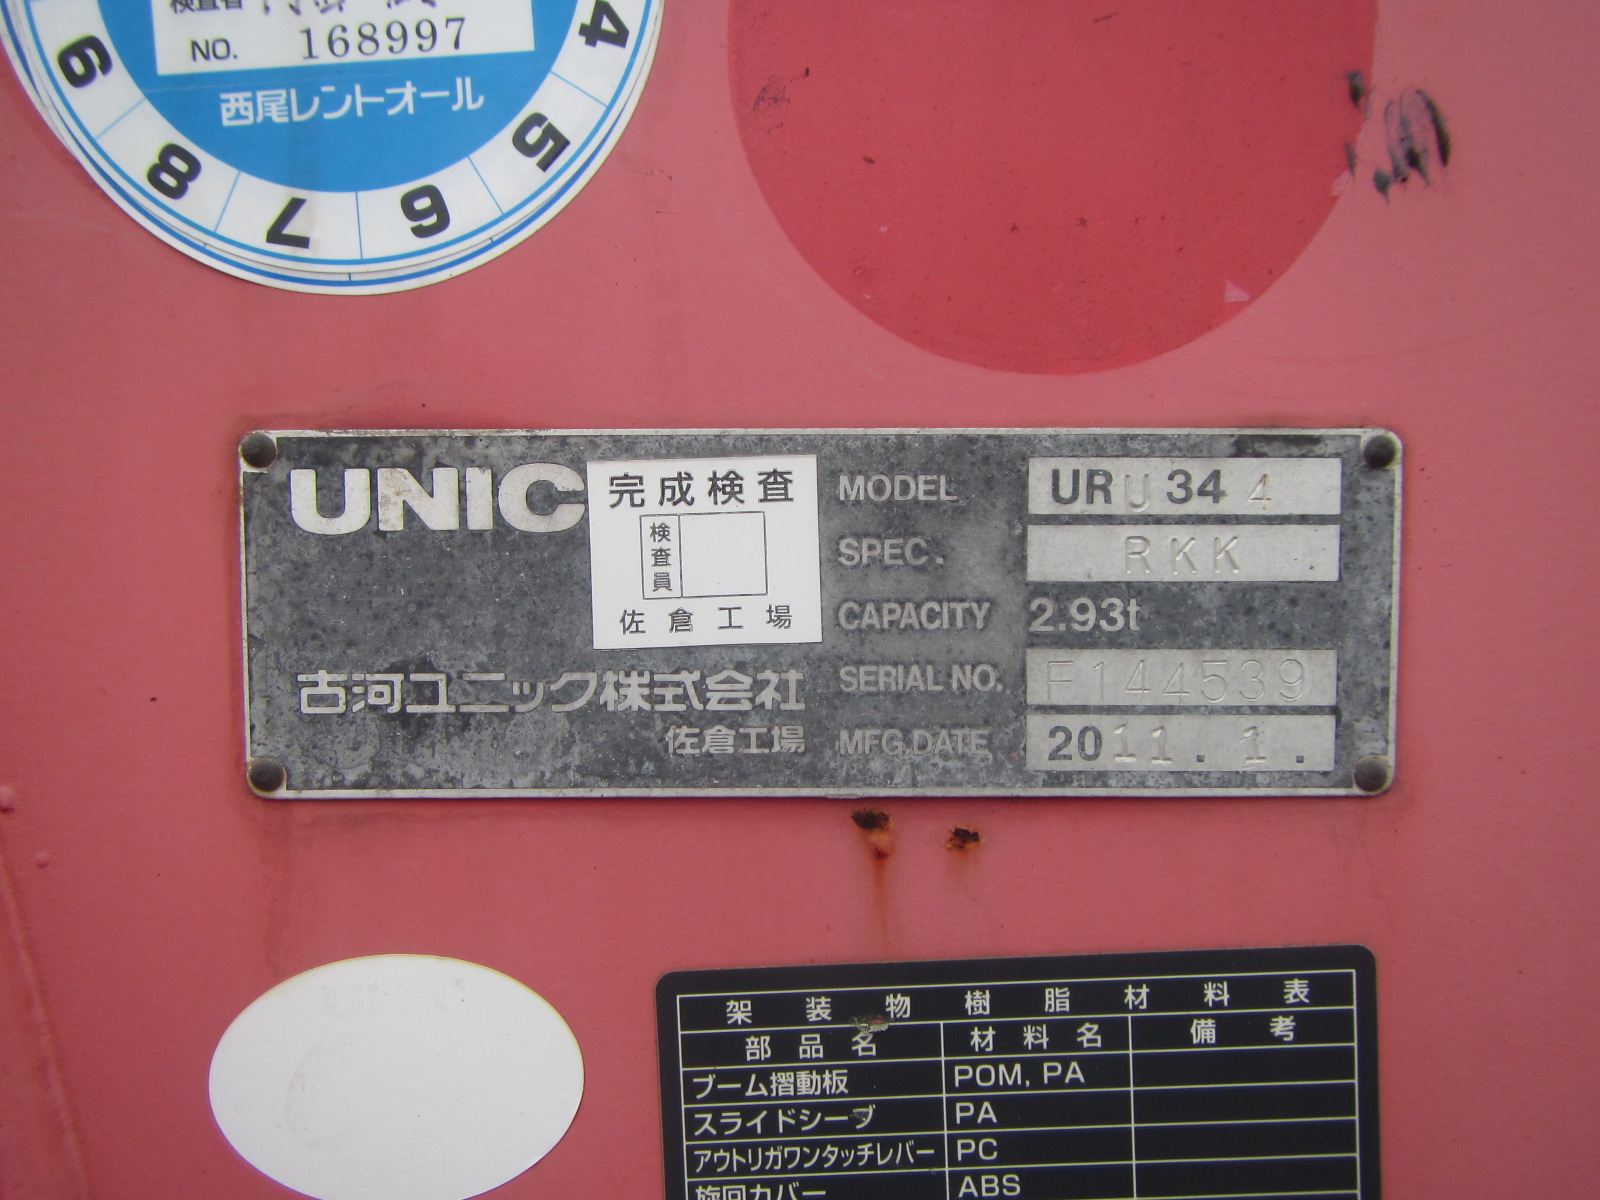 NO. 168997
西尾レントオール
4
5
6
7
8
9
UNIC
完成検査
検査員
佐倉工場
古河ユニック株式会社
佐倉工場
MODEL URU344
SPEC. RKK
CAPACITY 2.93t
SERIAL NO. F144539
MFG.DATE 2011.1.
架装物樹脂材料表
部品名 材料名 備考
ブーム摺動板 POM, PA
スライドシーブ PA
アウトリガワンタッチレバー PC
旋回カバー ABS